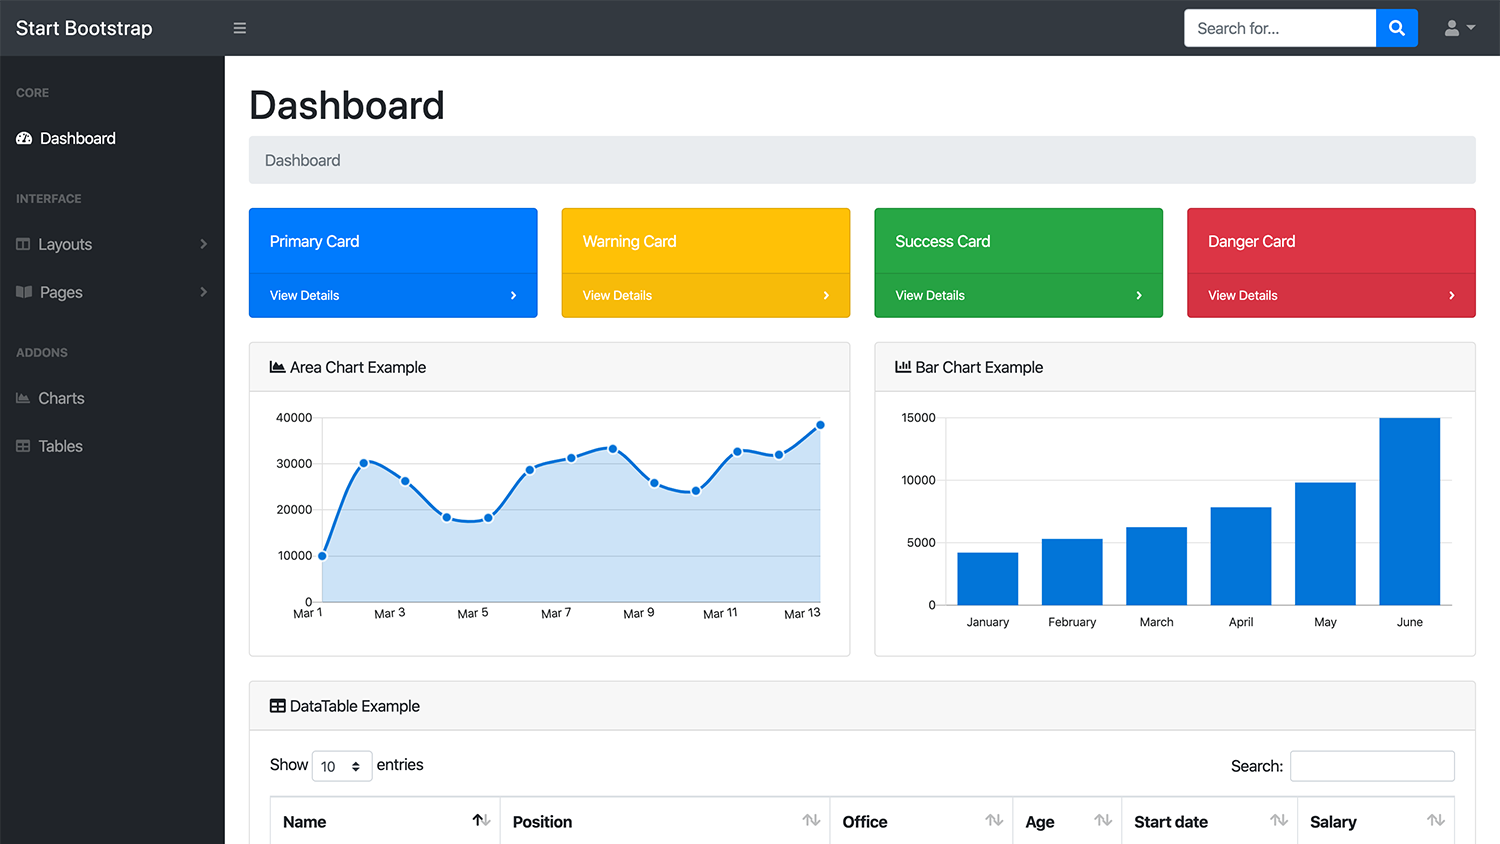 Start Bootstrap
Search for...
CORE
Dashboard
INTERFACE
Layouts
Pages
ADDONS
Charts
Tables
Dashboard
Dashboard
Primary Card
View Details
Warning Card
View Details
Success Card
View Details
Danger Card
View Details
Area Chart Example
40000
30000
20000
10000
0
Mar 1 Mar 3 Mar 5 Mar 7 Mar 9 Mar 11 Mar 13
Bar Chart Example
15000
10000
5000
0
January February March April May June
DataTable Example
Show 10 entries
Search:
Name Position Office Age Start date Salary